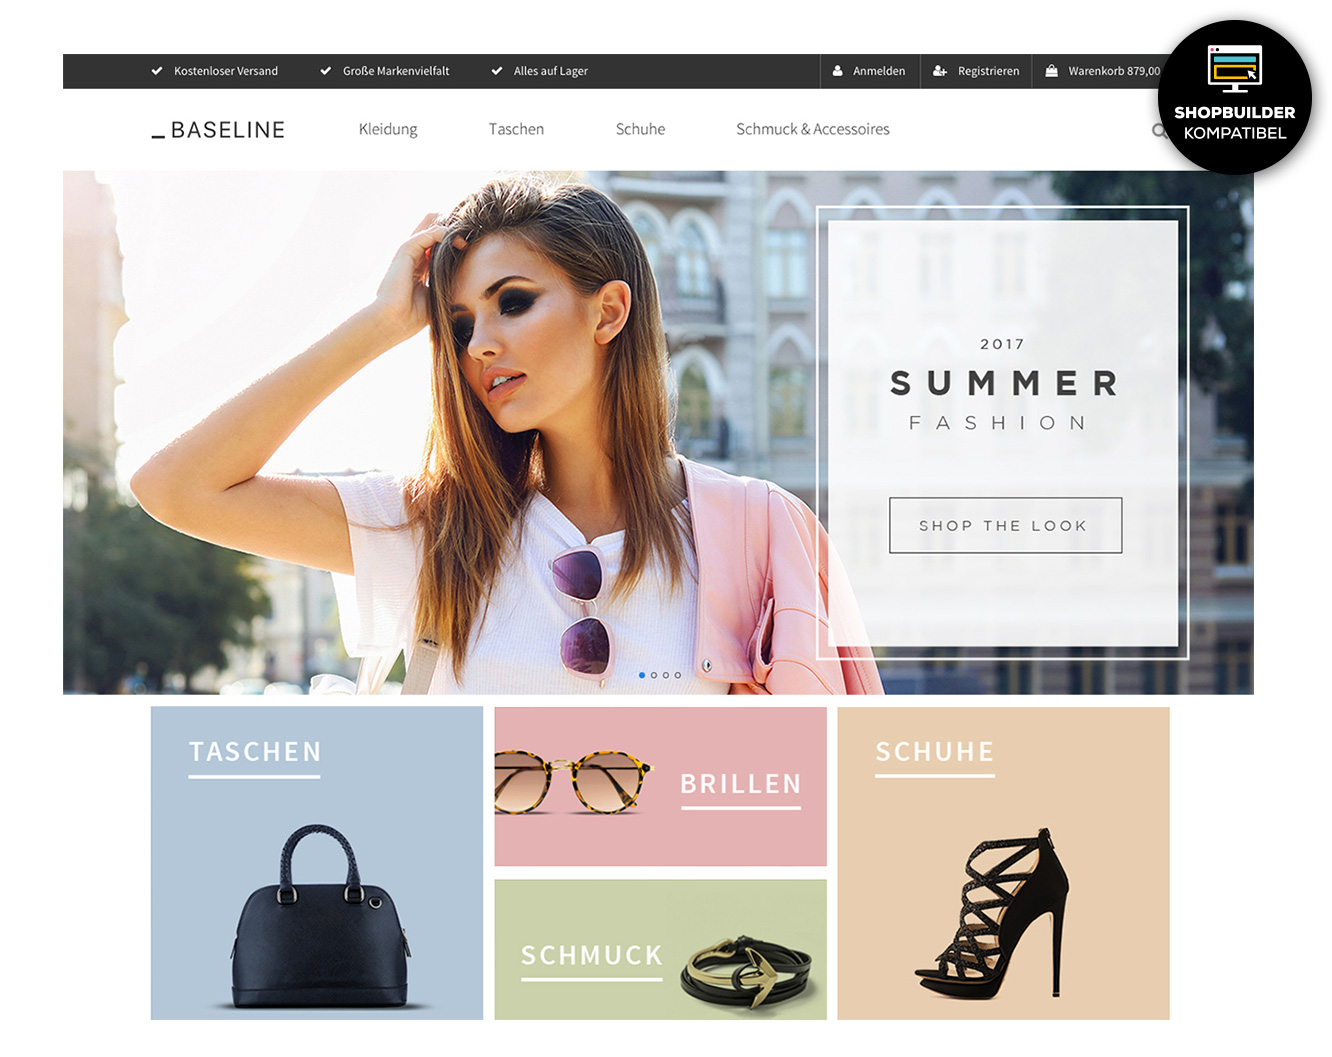 Kostenloser Versand
Große Markenvielfalt
Alles auf Lager
Anmelden
Registrieren
Warenkorb 879,00
SHOPBUILDER
KOMPATIBEL
_BASELINE
Kleidung
Taschen
Schuhe
Schmuck & Accessoires
2017
SUMMER
FASHION
SHOP THE LOOK
TASCHEN
BRILLEN
SCHUHE
SCHMUCK